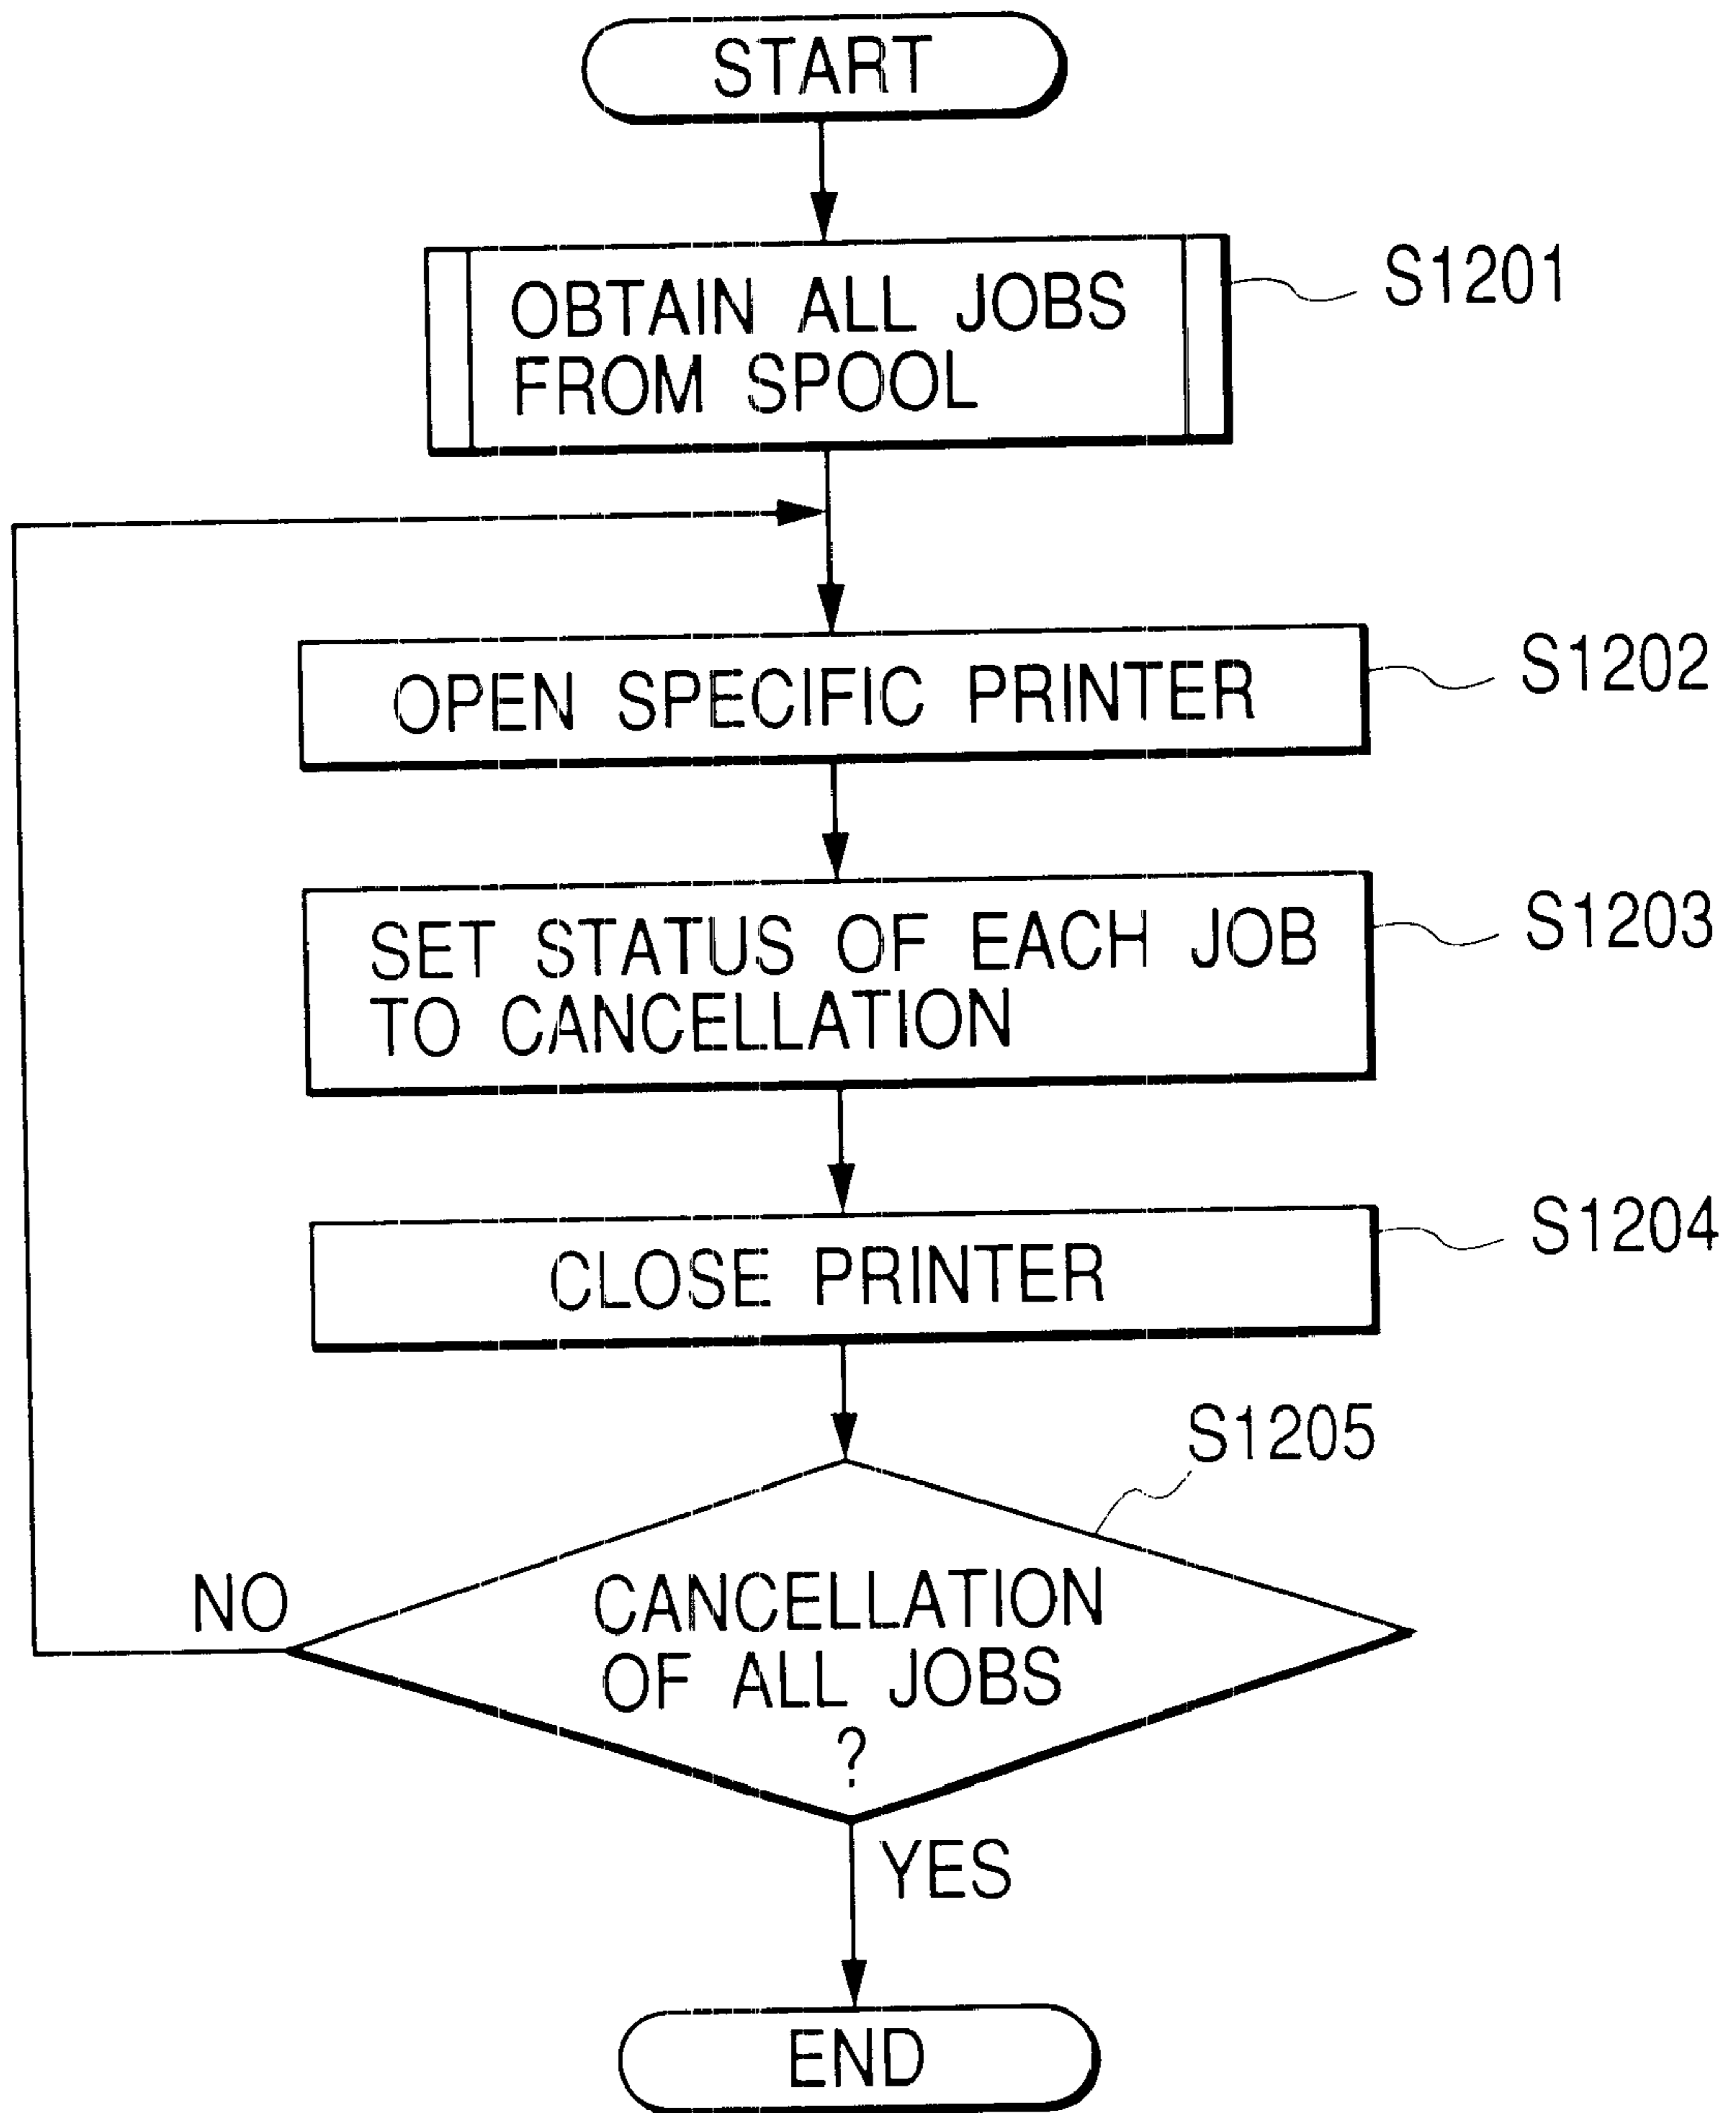 START
OBTAIN ALL JOBS
FROM SPOOL
S1201
OPEN SPECIFIC PRINTER
S1202
SET STATUS OF EACH JOB
TO CANCELLATION
S1203
CLOSE PRINTER
S1204
S1205
CANCELLATION
OF ALL JOBS
?
NO
YES
END